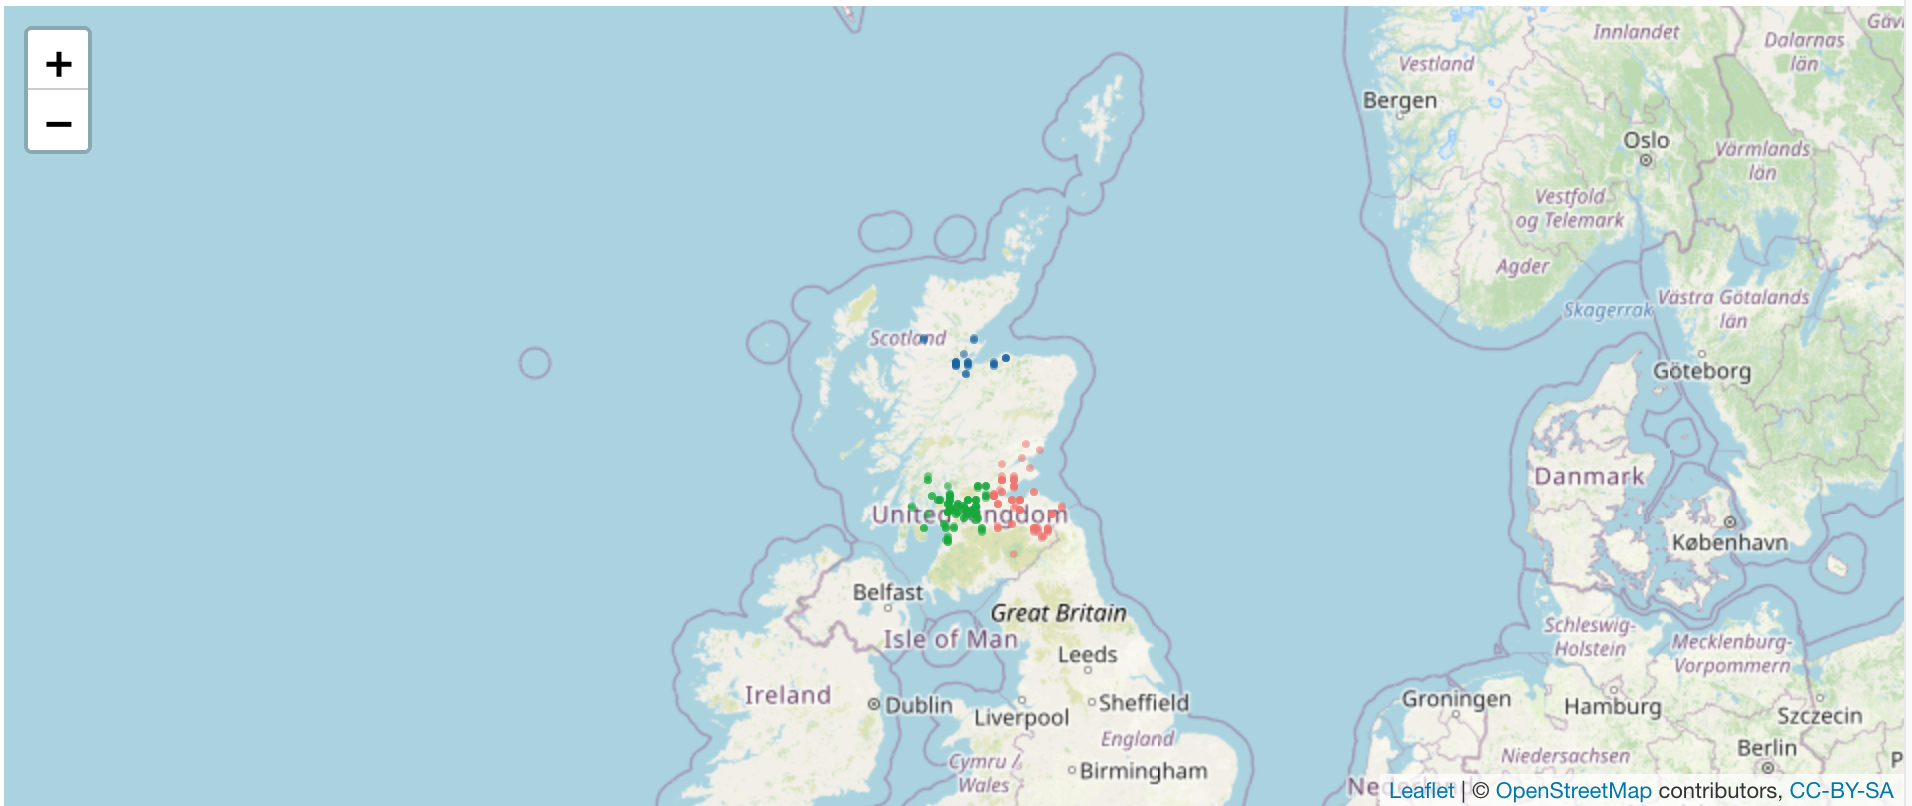 +
−
Innlandet
Gäv
Dalarnas
län
Vestland
Bergen
Oslo
Värmlands
län
Vestfold
og Telemark
Agder
Skagerrak
Västra Götalands
län
Scotland
Göteborg
Danmark
United Kingdom
København
Belfast
Great Britain
Isle of Man
Schleswig-
Holstein
Mecklenburg-
Vorpommern
Leeds
Ireland
Dublin
Sheffield
Liverpool
Groningen
Hamburg
Szczecin
England
Niedersachsen
Berlin
Cymru /
Wales
Birmingham
P
Leaflet | © OpenStreetMap contributors, CC-BY-SA